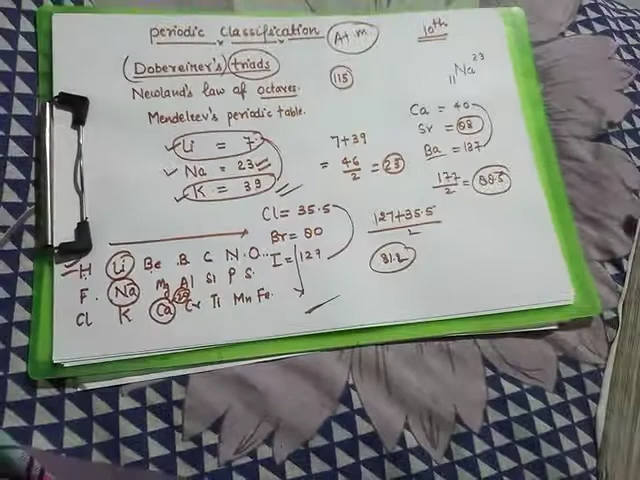 periodic Classification
At. m
10th
(Dobereiner's) triads
115
Newland's law of octaves.
Mendeleev's periodic table.
11Na23
Li = 7
Na = 23
K = 39
7+39
= 46/2 = 23
Ca = 40
Sr = 88
Ba = 137
177/2 = 88.5
Cl = 35.5
Br = 80
I = 127
127+35.5
2
81.2
H Li Be B C N. O..
F. Na Mg Al Si P S.
Cl K Ca Cr Ti Mn Fe.